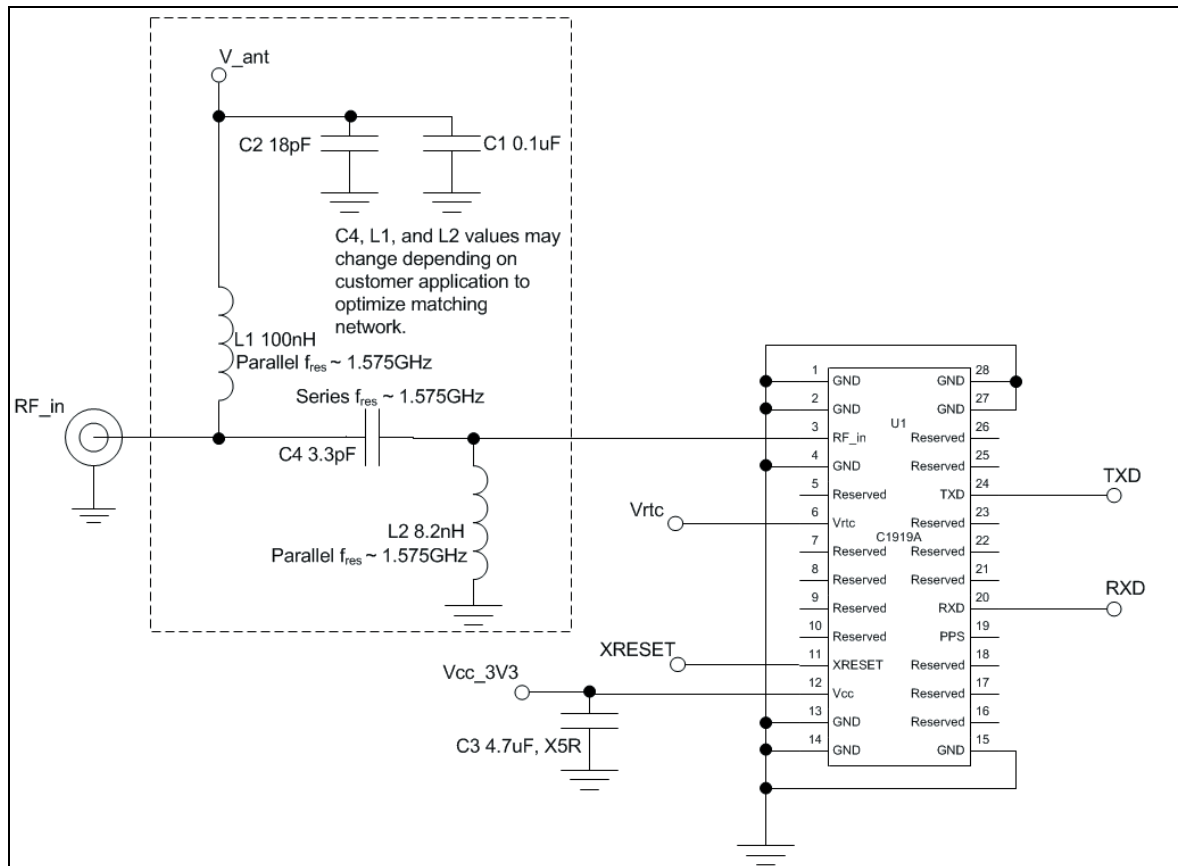 V_ant
C2 18pF
C1 0.1uF
C4, L1, and L2 values may
change depending on
customer application to
optimize matching
network.
L1 100nH
Parallel fres ~ 1.575GHz
Series fres ~ 1.575GHz
RF_in
C4 3.3pF
L2 8.2nH
Parallel fres ~ 1.575GHz
Vrtc
XRESET
Vcc_3V3
C3 4.7uF, X5R
U1
C1919A
1 GND
2 GND
3 RF_in
4 GND
5 Reserved
6 Vrtc
7 Reserved
8 Reserved
9 Reserved
10 Reserved
11 XRESET
12 Vcc
13 GND
14 GND
GND 28
GND 27
Reserved 26
Reserved 25
TXD 24
Reserved 23
Reserved 22
Reserved 21
RXD 20
PPS 19
Reserved 18
Reserved 17
Reserved 16
GND 15
TXD
RXD